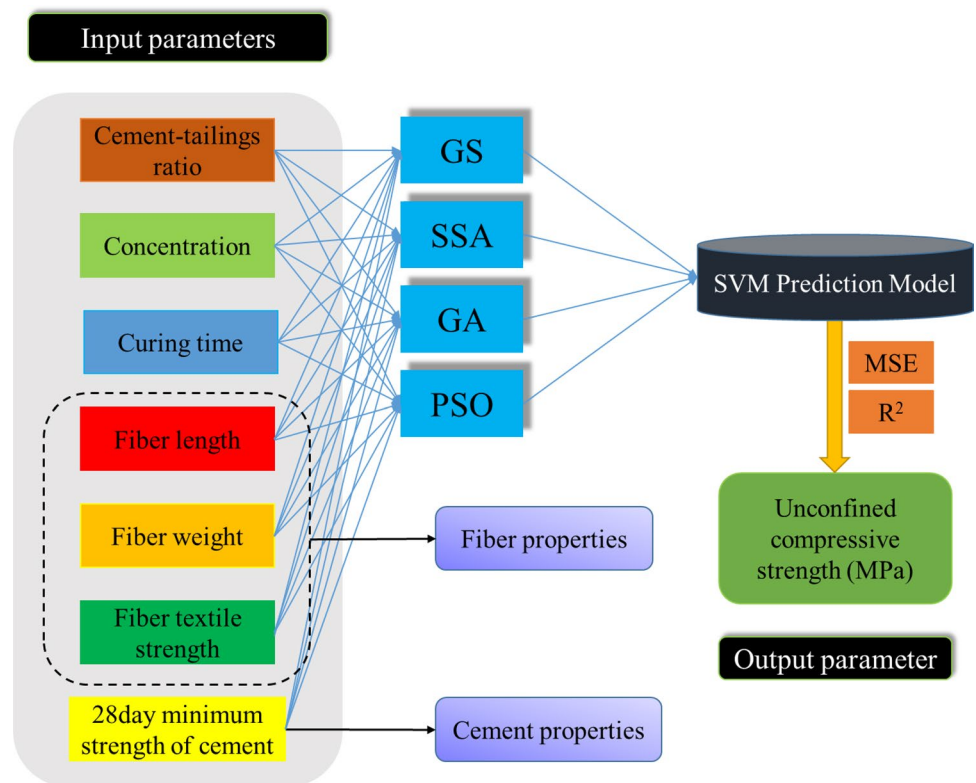 Input parameters
Cement-tailings
ratio
Concentration
Curing time
Fiber length
Fiber weight
Fiber textile
strength
28day minimum
strength of cement
GS
SSA
GA
PSO
Fiber properties
Cement properties
SVM Prediction Model
MSE
R²
Unconfined
compressive
strength (MPa)
Output parameter